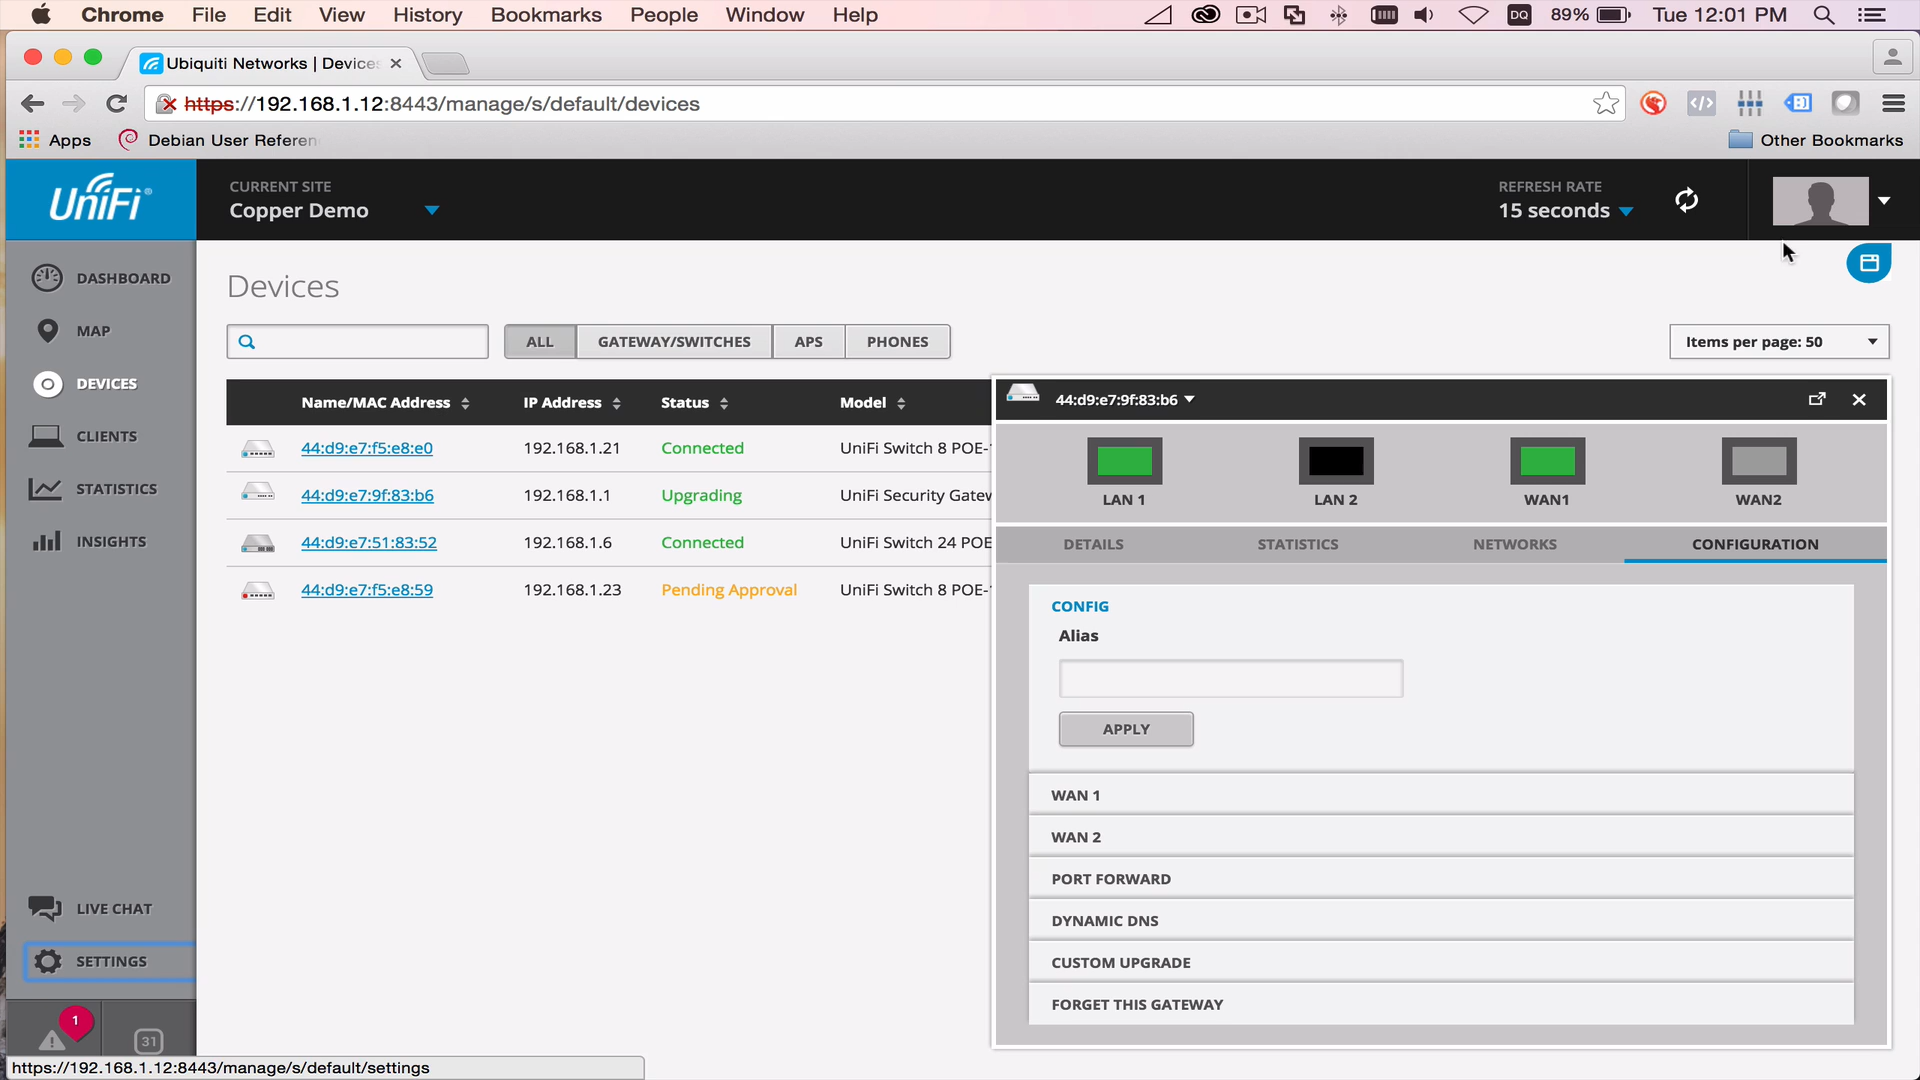 Chrome File Edit View History Bookmarks People Window Help DQ 89% Tue 12:01 PM
Ubiquiti Networks | Devices
https://192.168.1.12:8443/manage/s/default/devices
Apps Debian User Referen Other Bookmarks
UniFi
CURRENT SITE
Copper Demo
REFRESH RATE
15 seconds
DASHBOARD
MAP
DEVICES
CLIENTS
STATISTICS
INSIGHTS
LIVE CHAT
SETTINGS
1
31
Devices
ALL GATEWAY/SWITCHES APS PHONES
Items per page: 50
Name/MAC Address IP Address Status Model
44:d9:e7:f5:e8:e0 192.168.1.21 Connected UniFi Switch 8 POE-
44:d9:e7:9f:83:b6 192.168.1.1 Upgrading UniFi Security Gatew
44:d9:e7:51:83:52 192.168.1.6 Connected UniFi Switch 24 POE
44:d9:e7:f5:e8:59 192.168.1.23 Pending Approval UniFi Switch 8 POE-
44:d9:e7:9f:83:b6
LAN 1 LAN 2 WAN1 WAN2
DETAILS STATISTICS NETWORKS CONFIGURATION
CONFIG
Alias
APPLY
WAN 1
WAN 2
PORT FORWARD
DYNAMIC DNS
CUSTOM UPGRADE
FORGET THIS GATEWAY
https://192.168.1.12:8443/manage/s/default/settings